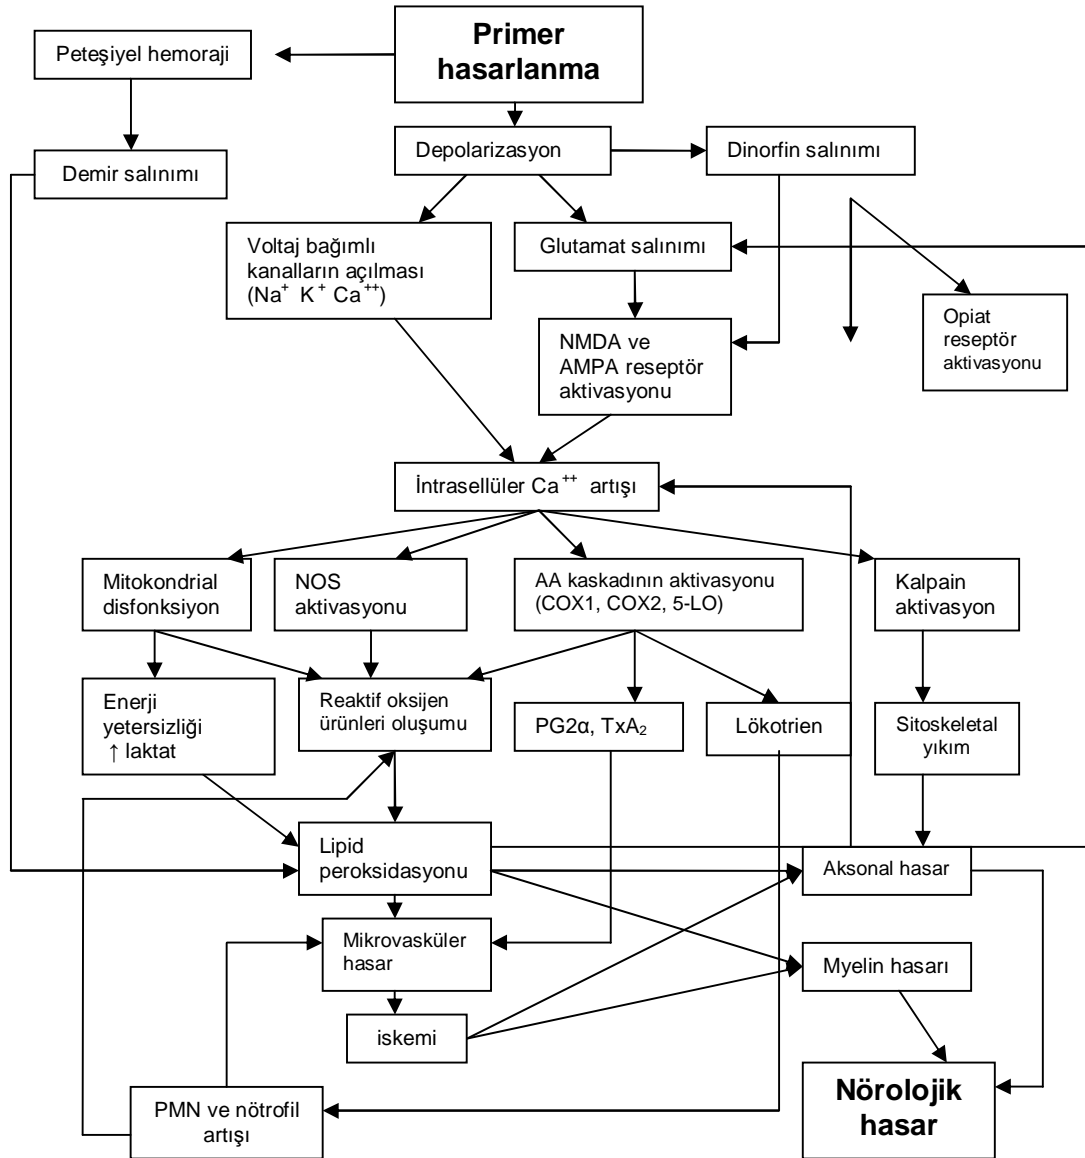 Primer
hasarlanma
Peteşiyel hemoraji
Depolarizasyon
Dinorfin salınımı
Demir salınımı
Voltaj bağımlı
kanalların açılması
(Na⁺ K⁺ Ca⁺⁺)
Glutamat salınımı
Opiat
reseptör
aktivasyonu
NMDA ve
AMPA reseptör
aktivasyonu
İntrasellüler Ca⁺⁺ artışı
Mitokondrial
disfonksiyon
NOS
aktivasyonu
AA kaskadının aktivasyonu
(COX1, COX2, 5-LO)
Kalpain
aktivasyon
Enerji
yetersizliği
↑ laktat
Reaktif oksijen
ürünleri oluşumu
PG2α, TxA₂
Lökotrien
Sitoskeletal
yıkım
Lipid
peroksidasyonu
Aksonal hasar
Mikrovasküler
hasar
Myelin hasarı
iskemi
PMN ve nötrofil
artışı
Nörolojik
hasar